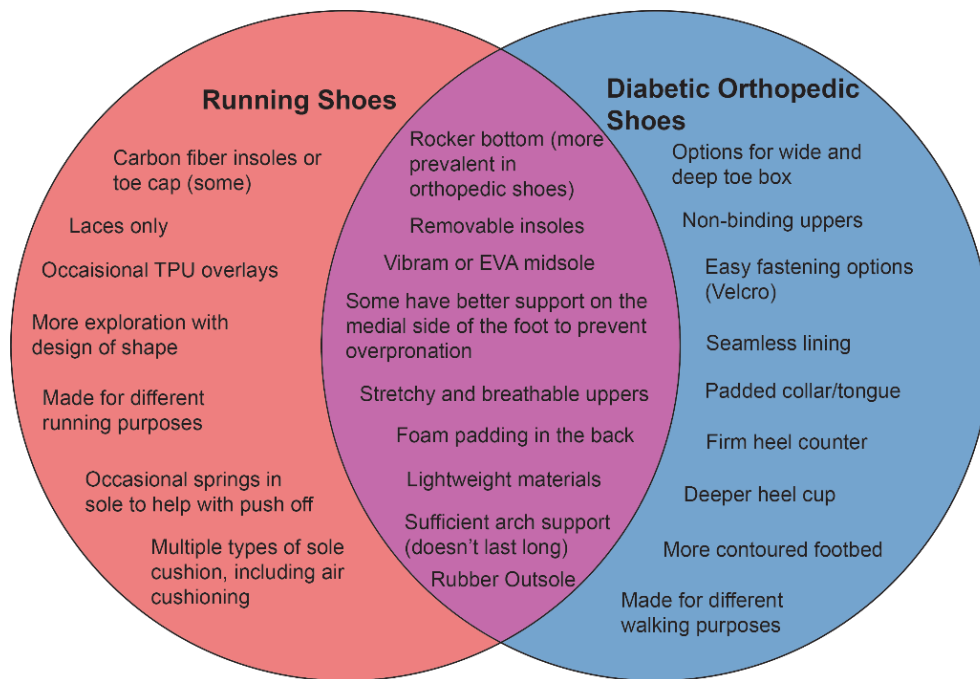 Running Shoes
Carbon fiber insoles or
toe cap (some)
Laces only
Occaisional TPU overlays
More exploration with
design of shape
Made for different
running purposes
Occasional springs in
sole to help with push off
Multiple types of sole
cushion, including air
cushioning
Rocker bottom (more
prevalent in
orthopedic shoes)
Removable insoles
Vibram or EVA midsole
Some have better support on the
medial side of the foot to prevent
overpronation
Stretchy and breathable uppers
Foam padding in the back
Lightweight materials
Sufficient arch support
(doesn't last long)
Rubber Outsole
Diabetic Orthopedic
Shoes
Options for wide and
deep toe box
Non-binding uppers
Easy fastening options
(Velcro)
Seamless lining
Padded collar/tongue
Firm heel counter
Deeper heel cup
More contoured footbed
Made for different
walking purposes